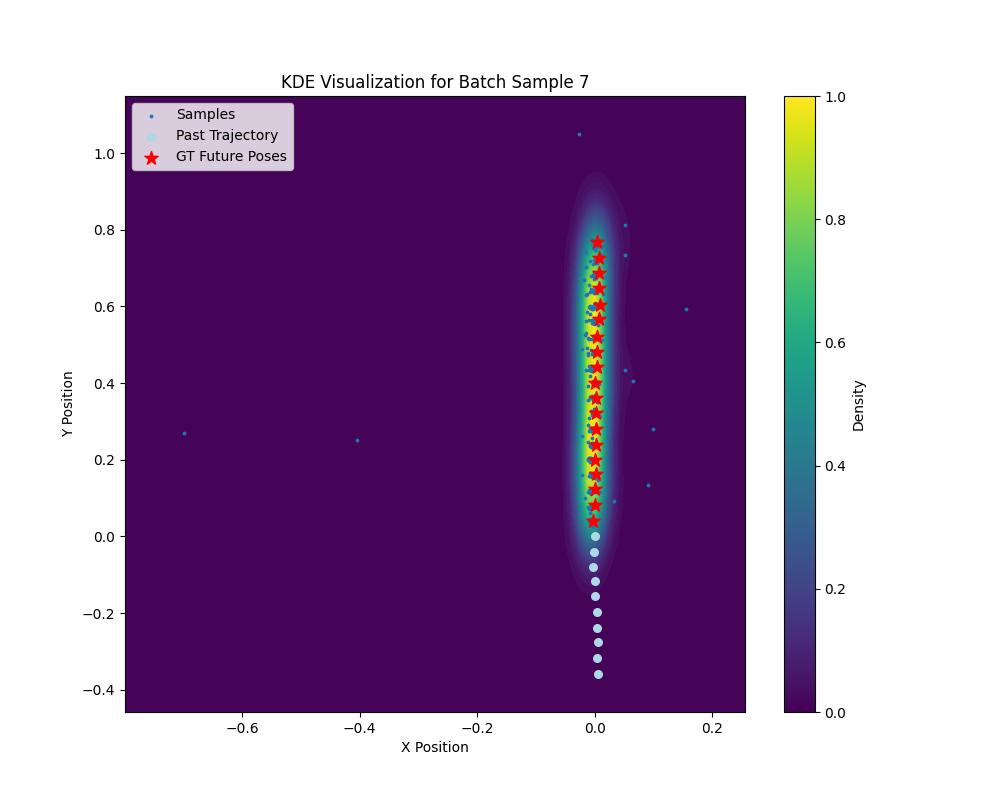 KDE Visualization for Batch Sample 7
Samples
Past Trajectory
GT Future Poses
Y Position
1.0
0.8
0.6
0.4
0.2
0.0
−0.2
−0.4
−0.6
−0.4
−0.2
0.0
0.2
X Position
1.0
0.8
0.6
0.4
0.2
0.0
Density